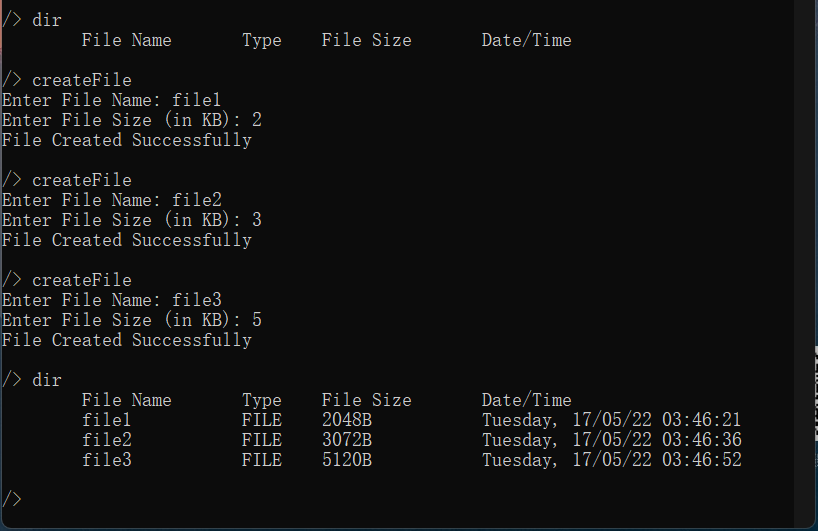 /> dir
File Name Type File Size Date/Time
/> createFile
Enter File Name: file1
Enter File Size (in KB): 2
File Created Successfully
/> createFile
Enter File Name: file2
Enter File Size (in KB): 3
File Created Successfully
/> createFile
Enter File Name: file3
Enter File Size (in KB): 5
File Created Successfully
/> dir
File Name Type File Size Date/Time
file1 FILE 2048B Tuesday, 17/05/22 03:46:21
file2 FILE 3072B Tuesday, 17/05/22 03:46:36
file3 FILE 5120B Tuesday, 17/05/22 03:46:52
/>